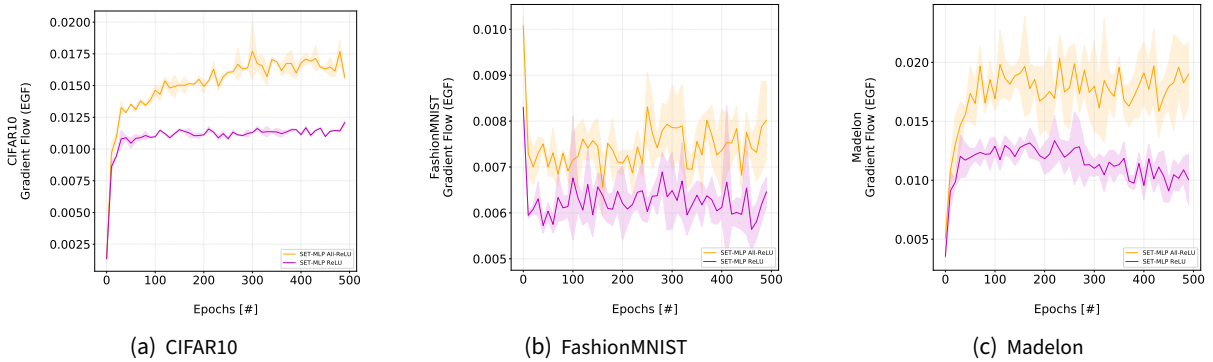 0.0200
0.0175
0.0150
0.0125
0.0100
0.0075
0.0050
0.0025
CIFAR10
Gradient Flow (EGF)
SET-MLP All-ReLU
SET-MLP ReLU
0 100 200 300 400 500
Epochs [#]
(a) CIFAR10
0.010
0.009
0.008
0.007
0.006
0.005
FashionMNIST
Gradient Flow (EGF)
SET-MLP All-ReLU
SET-MLP ReLU
0 100 200 300 400 500
Epochs [#]
(b) FashionMNIST
0.020
0.015
0.010
0.005
Madelon
Gradient Flow (EGF)
SET-MLP All-ReLU
SET-MLP ReLU
0 100 200 300 400 500
Epochs [#]
(c) Madelon